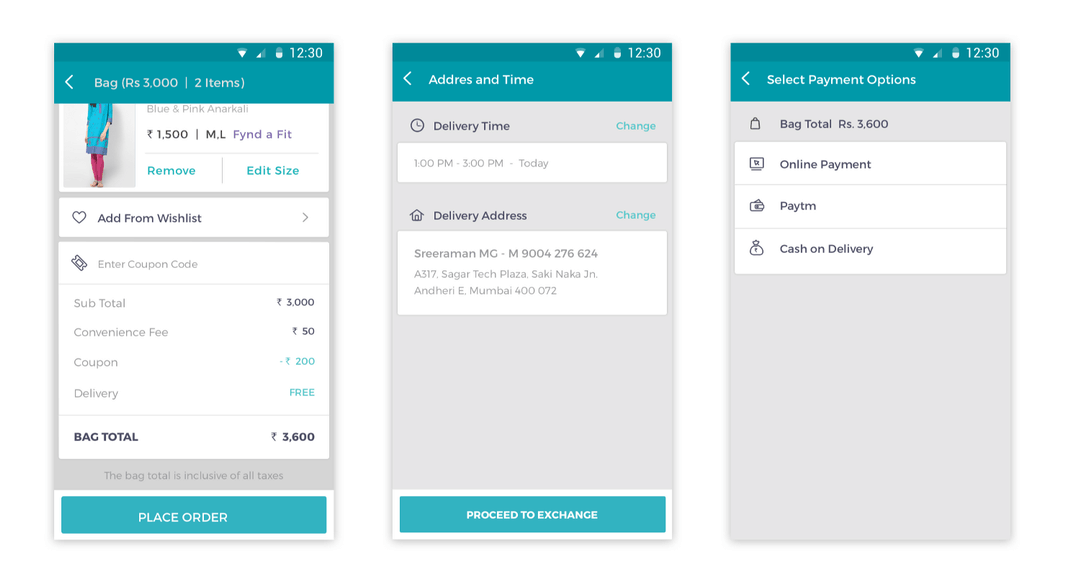 12:30
Bag (Rs 3,000 | 2 Items)
Blue & Pink Anarkali
₹ 1,500 | M,L Fynd a Fit
Remove Edit Size
Add From Wishlist
Enter Coupon Code
Sub Total ₹ 3,000
Convenience Fee ₹ 50
Coupon -₹ 200
Delivery FREE
BAG TOTAL ₹ 3,600
The bag total is inclusive of all taxes
PLACE ORDER
12:30
Addres and Time
Delivery Time Change
1:00 PM - 3:00 PM - Today
Delivery Address Change
Sreeraman MG - M 9004 276 624
A317, Sagar Tech Plaza, Saki Naka Jn.
Andheri E, Mumbai 400 072
PROCEED TO EXCHANGE
12:30
Select Payment Options
Bag Total Rs. 3,600
Online Payment
Paytm
Cash on Delivery